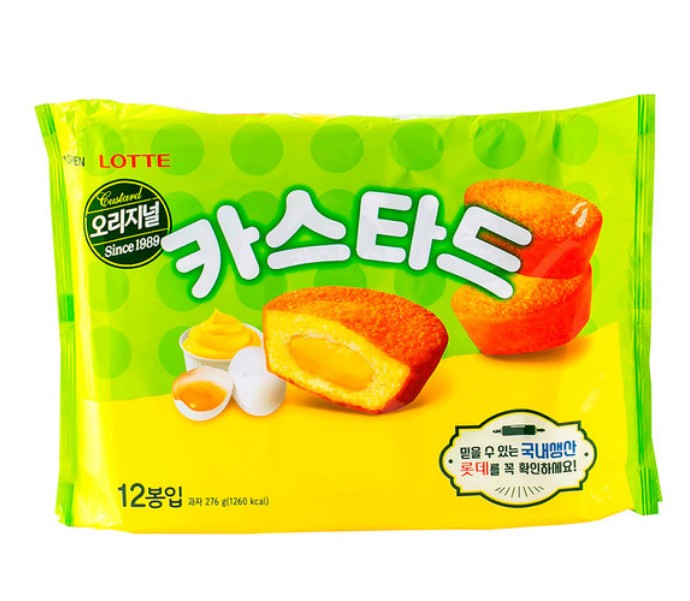 OPEN
LOTTE
Custard
오리지널
Since 1989
카스타드
믿을 수 있는 국내생산
롯데를 꼭 확인하세요!
12봉입 과자 276 g(1260 kcal)